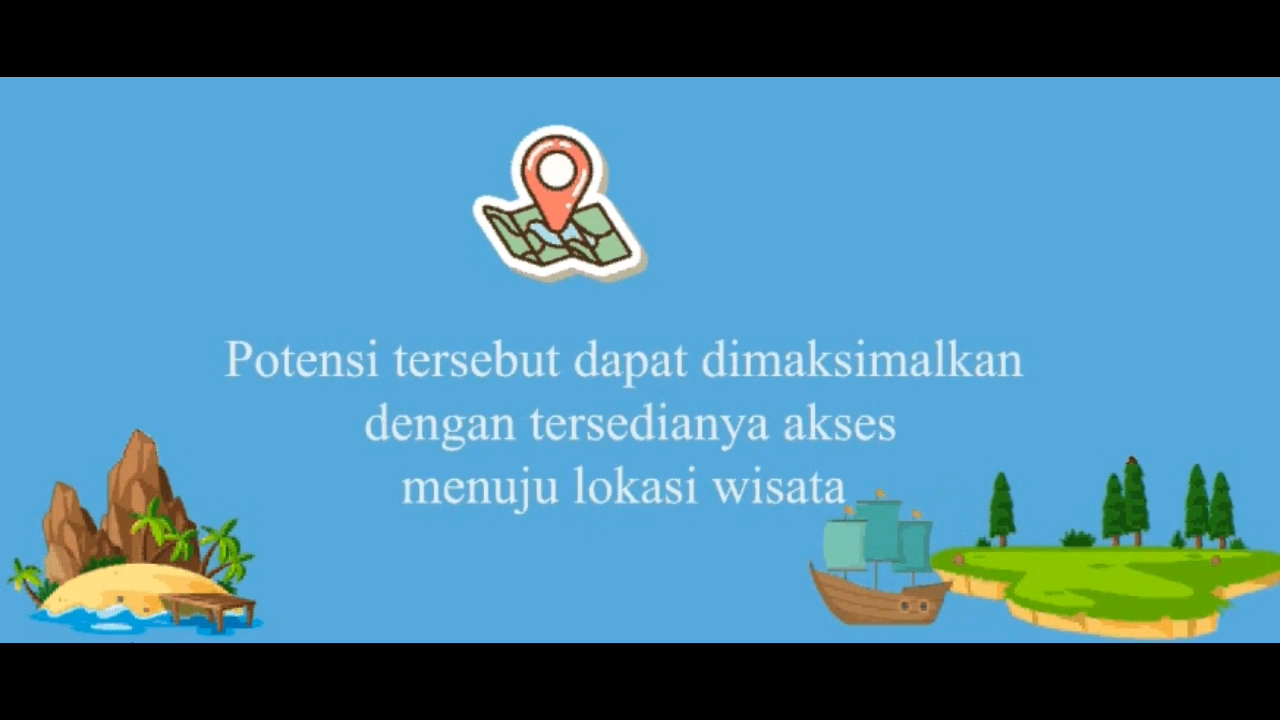 Potensi tersebut dapat dimaksimalkan
dengan tersedianya akses
menuju lokasi wisata